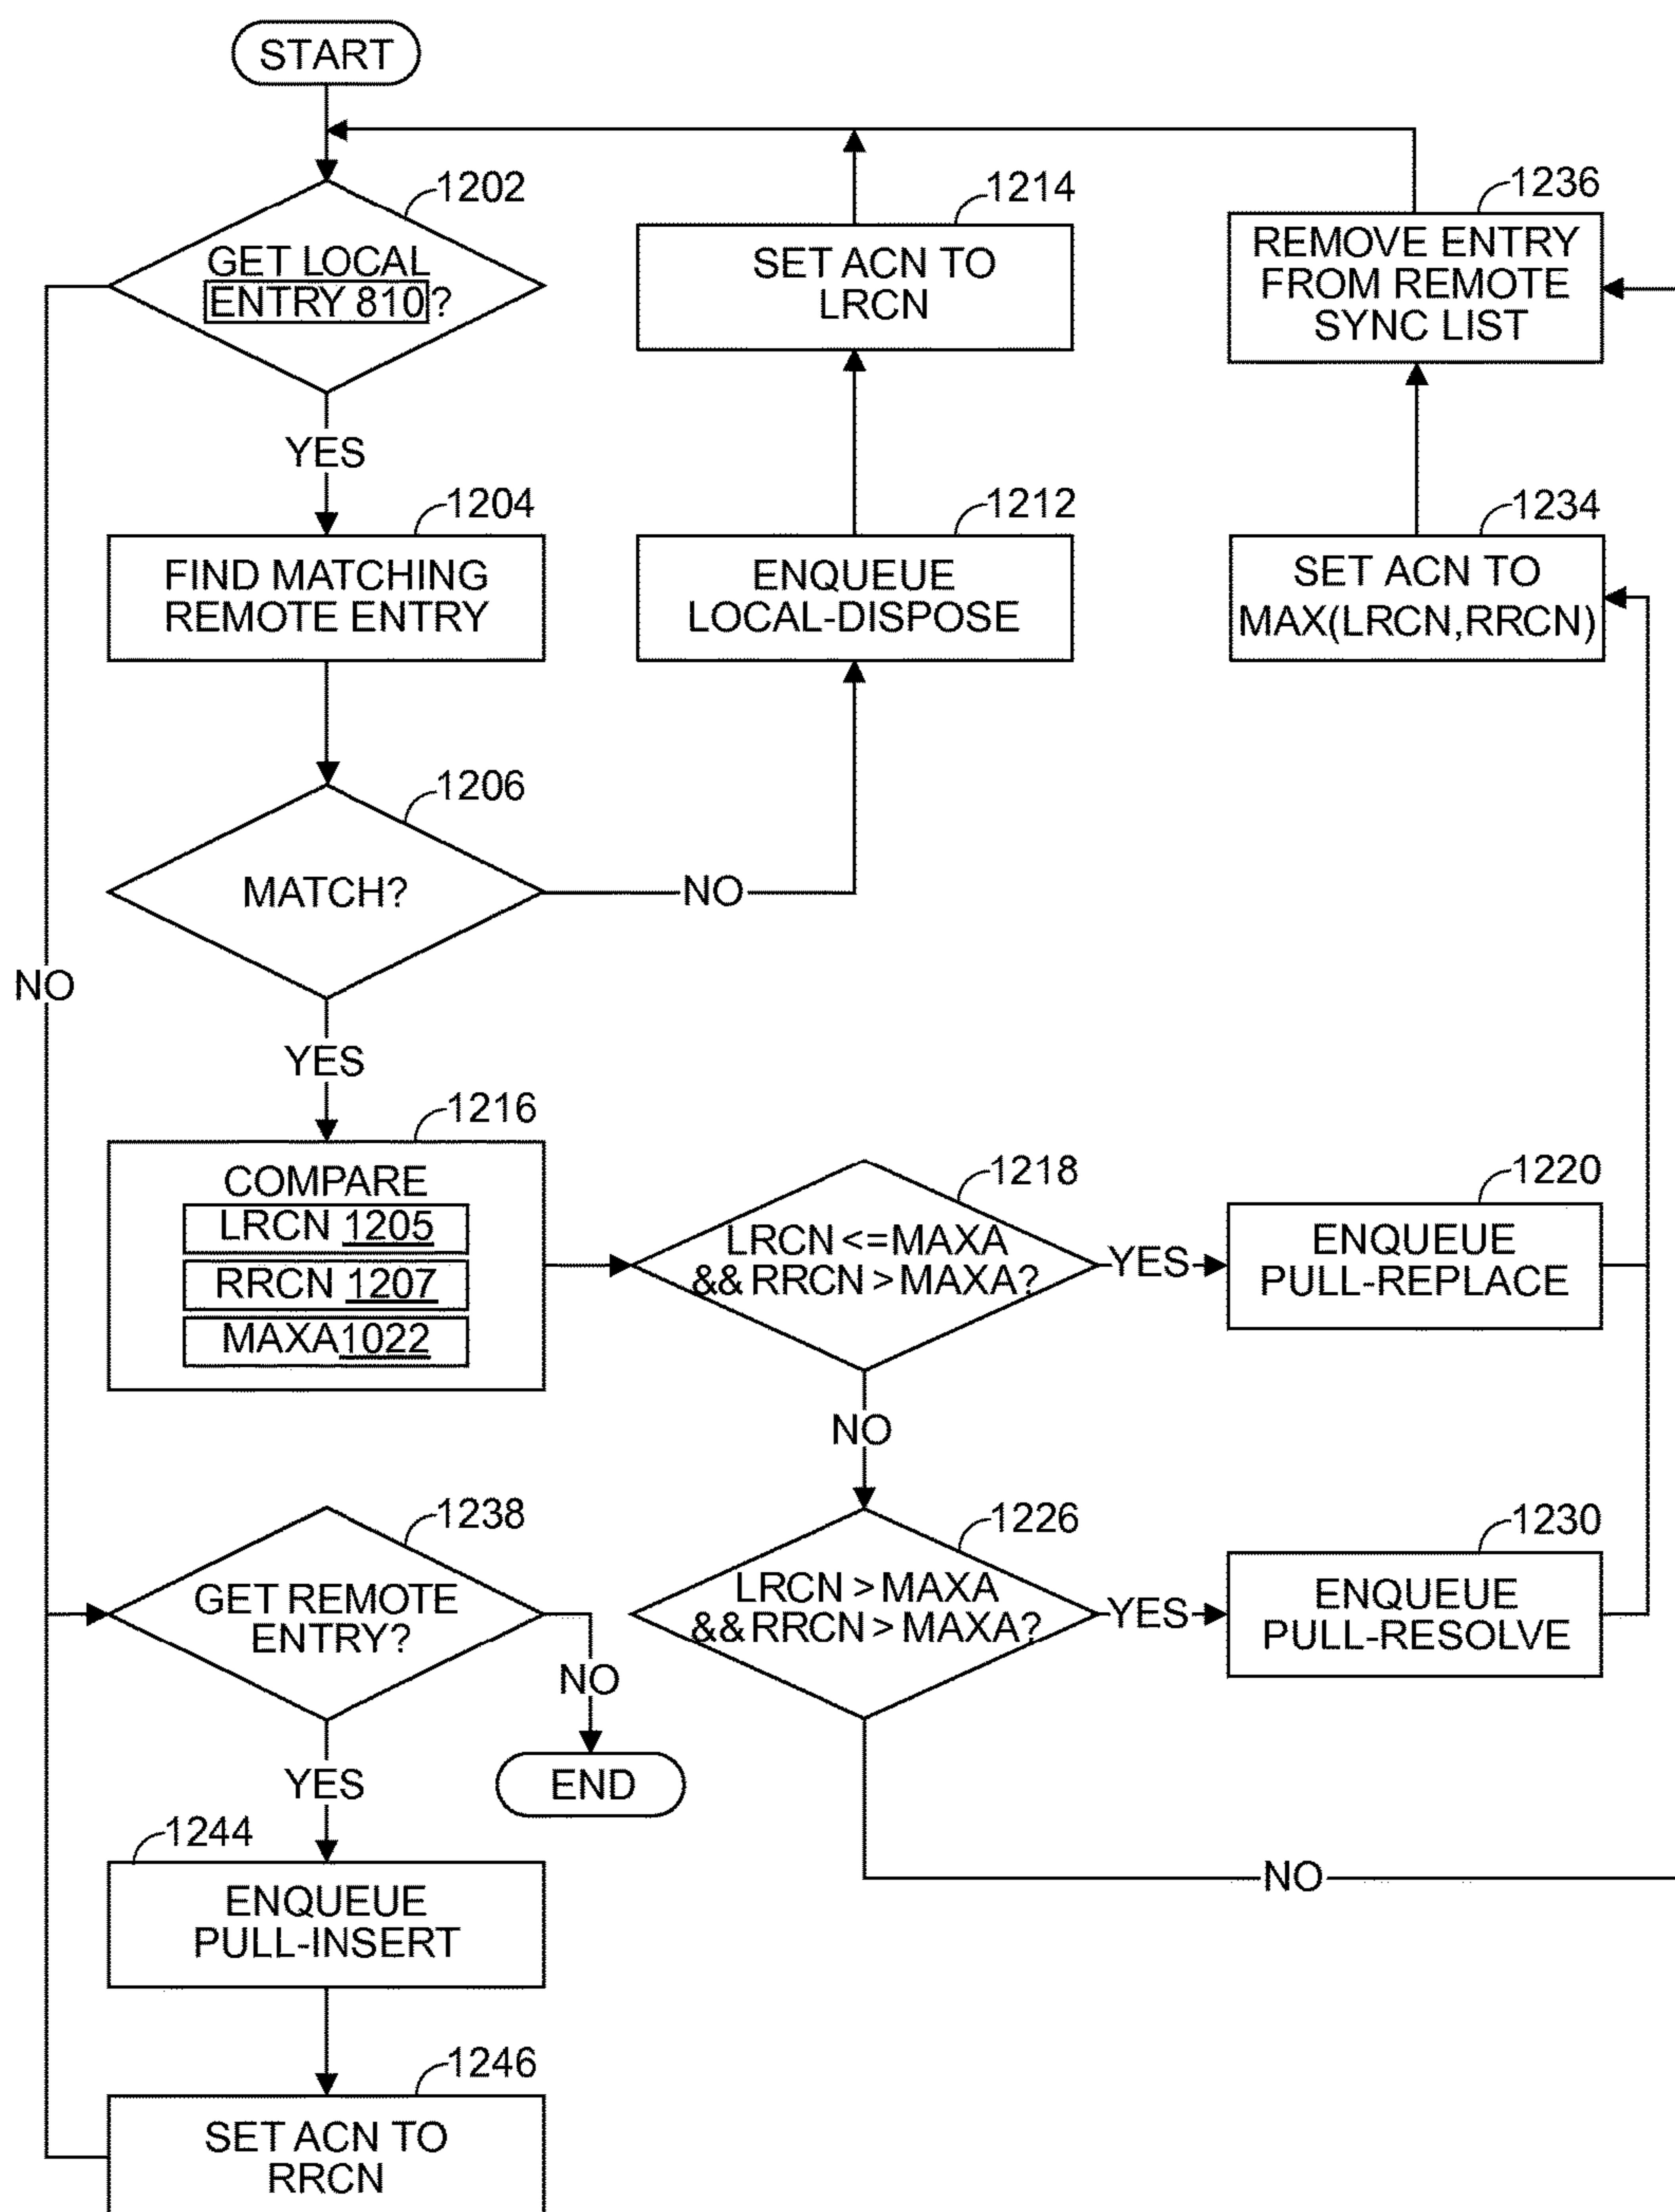 START
1202
GET LOCAL
ENTRY 810?
YES
1204
FIND MATCHING
REMOTE ENTRY
1206
MATCH?
NO
1212
ENQUEUE
LOCAL-DISPOSE
1214
SET ACN TO
LRCN
1236
REMOVE ENTRY
FROM REMOTE
SYNC LIST
1234
SET ACN TO
MAX(LRCN,RRCN)
NO
YES
1216
COMPARE
LRCN 1205
RRCN 1207
MAXA 1022
1218
LRCN <=MAXA
&& RRCN > MAXA?
YES
1220
ENQUEUE
PULL-REPLACE
NO
1226
LRCN > MAXA
&& RRCN > MAXA?
YES
1230
ENQUEUE
PULL-RESOLVE
NO
1238
GET REMOTE
ENTRY?
NO
END
YES
1244
ENQUEUE
PULL-INSERT
1246
SET ACN TO
RRCN